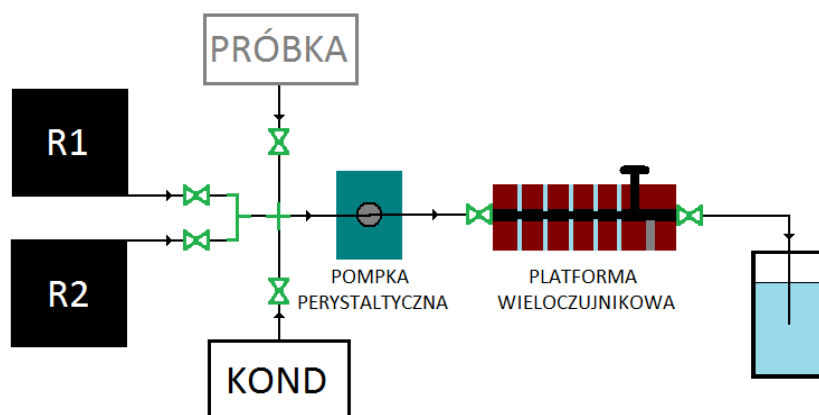 PRÓBKA
R1
R2
POMPKA
PERYSTALTYCZNA
PLATFORMA
WIELOCZUJNIKOWA
KOND